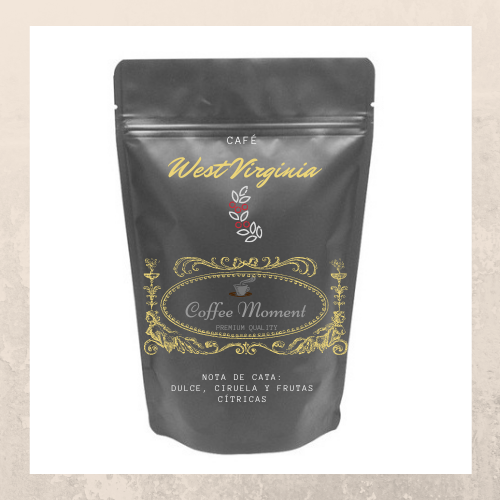 CAFÉ
West Virginia
Coffee Moment
PREMIUM QUALITY
NOTA DE CATA:
DULCE, CIRUELA Y FRUTAS
CÍTRICAS